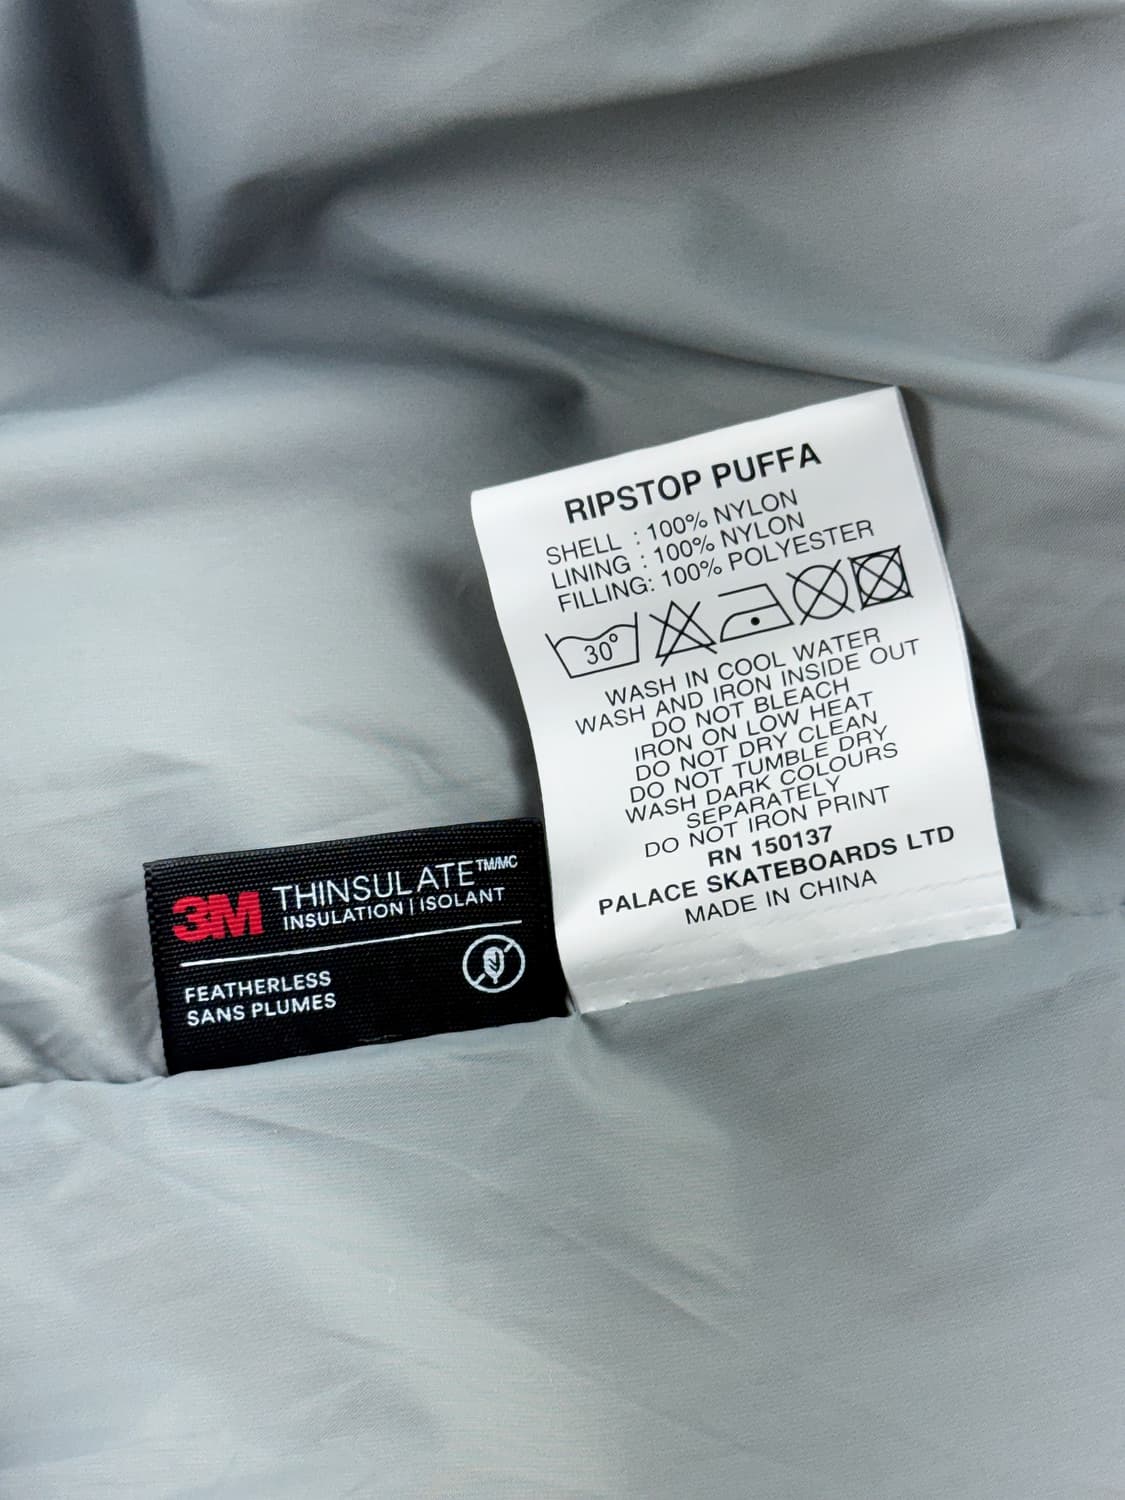 RIPSTOP PUFFA
SHELL : 100% NYLON
LINING : 100% NYLON
FILLING: 100% POLYESTER
30°
WASH IN COOL WATER
WASH AND IRON INSIDE OUT
DO NOT BLEACH
IRON ON LOW HEAT
DO NOT DRY CLEAN,
DO NOT TUMBLE DRY
WASH DARK COLOURS
SEPARATELY
DO NOT IRON PRINT
RN 150137
PALACE SKATEBOARDS LTD
MADE IN CHINA
3M THINSULATE™/MC
INSULATION | ISOLANT
FEATHERLESS
SANS PLUMES